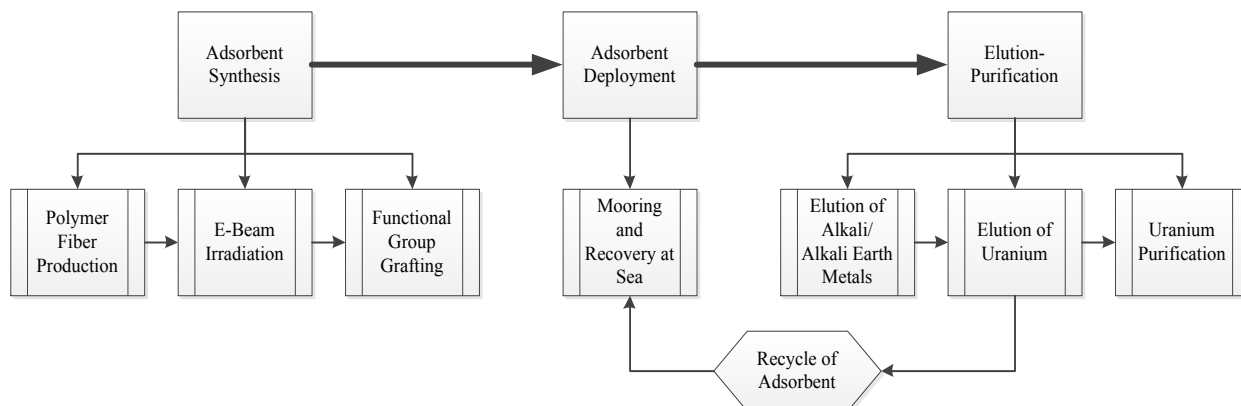 Adsorbent
Synthesis
Adsorbent
Deployment
Elution-
Purification
Polymer
Fiber
Production
E-Beam
Irradiation
Functional
Group
Grafting
Mooring
and
Recovery at
Sea
Elution of
Alkali/
Alkali Earth
Metals
Elution of
Uranium
Uranium
Purification
Recycle of
Adsorbent